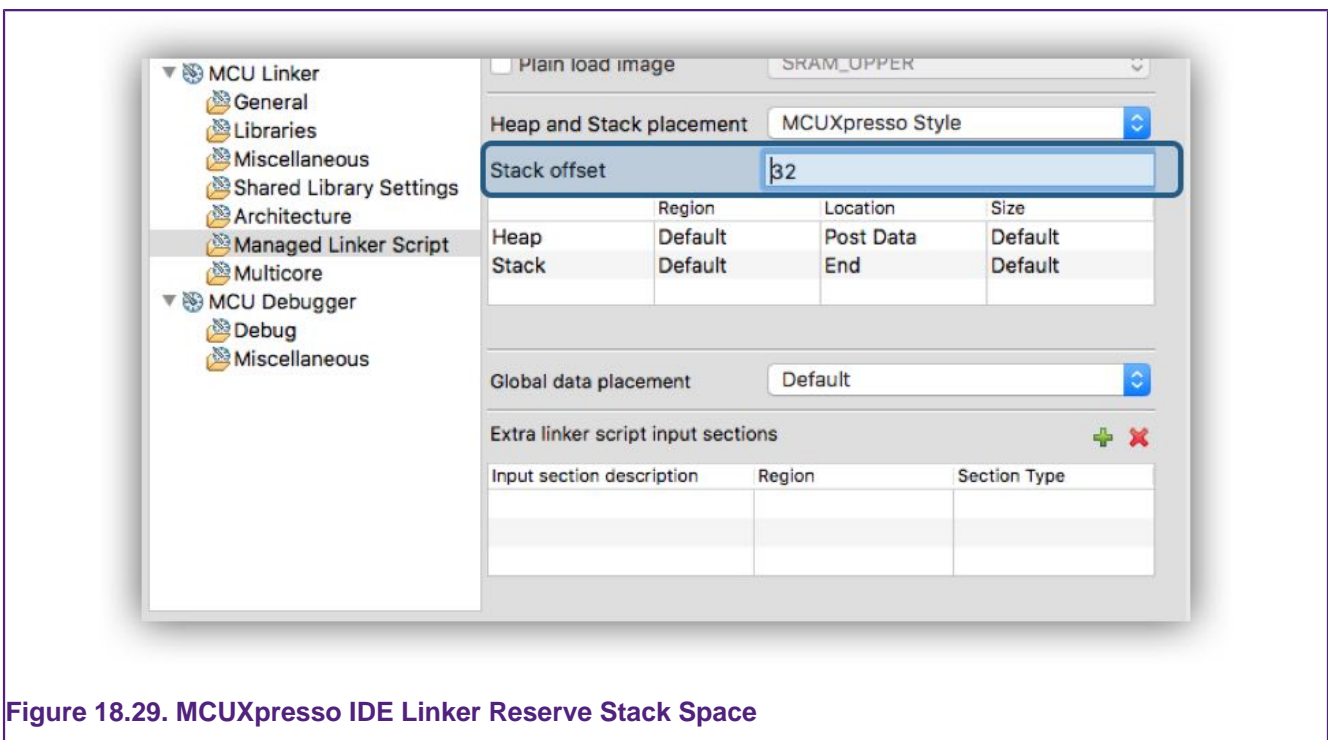 MCU Linker
General
Libraries
Miscellaneous
Shared Library Settings
Architecture
Managed Linker Script
Multicore
MCU Debugger
Debug
Miscellaneous
Plain load image SRAM_UPPER
Heap and Stack placement MCUXpresso Style
Stack offset 32
Region Location Size
Heap Default Post Data Default
Stack Default End Default
Global data placement Default
Extra linker script input sections
Input section description Region Section Type
Figure 18.29. MCUXpresso IDE Linker Reserve Stack Space